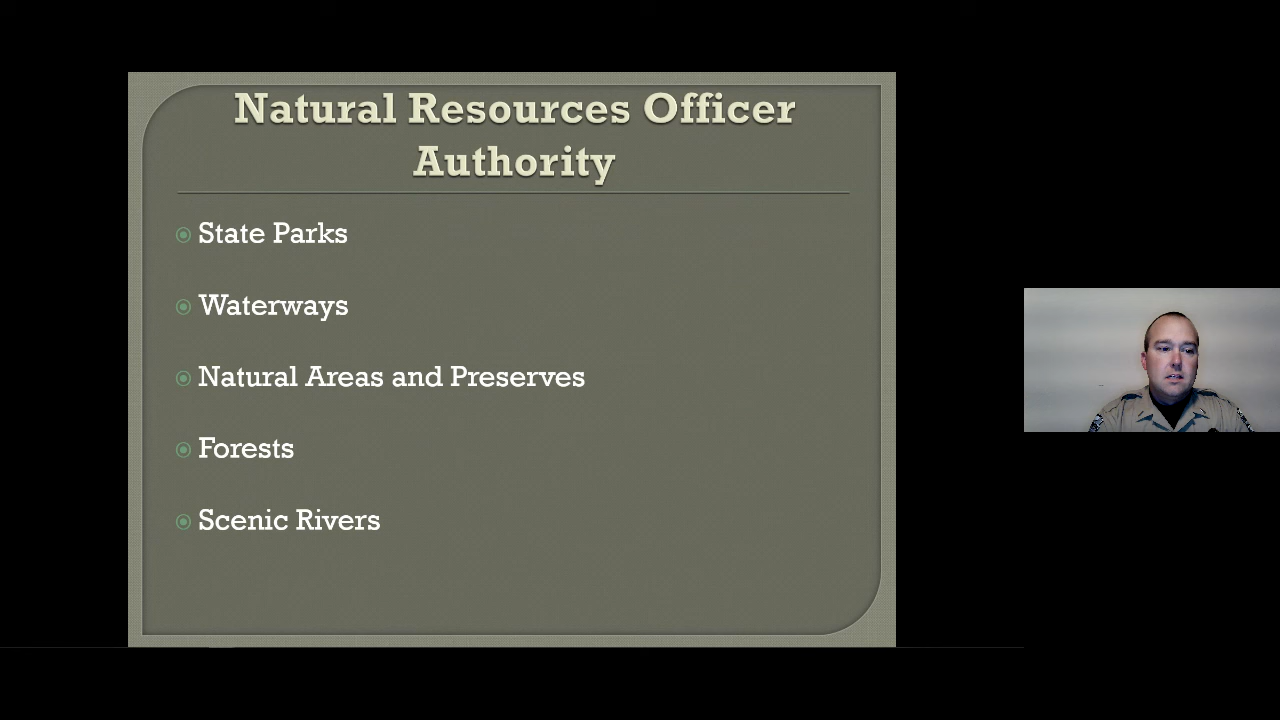 Natural Resources Officer
Authority
State Parks
Waterways
Natural Areas and Preserves
Forests
Scenic Rivers